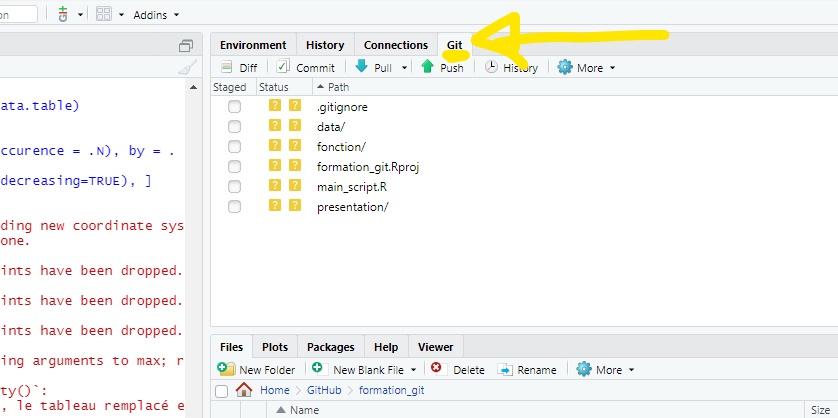 on
Addins
Environment History Connections Git
Diff Commit Pull Push History More
Staged Status Path
? ? .gitignore
? ? data/
? ? fonction/
? ? formation_git.Rproj
? ? main_script.R
? ? presentation/
ata.table)
ccurence = .N), by = .
decreasing=TRUE), ]
ding new coordinate sys
one.
ints have been dropped.
ints have been dropped.
ints have been dropped.
ing arguments to max; r
ty()`:
, le tableau remplacé e
Files Plots Packages Help Viewer
New Folder New Blank File Delete Rename More
Home GitHub formation_git
Name Size